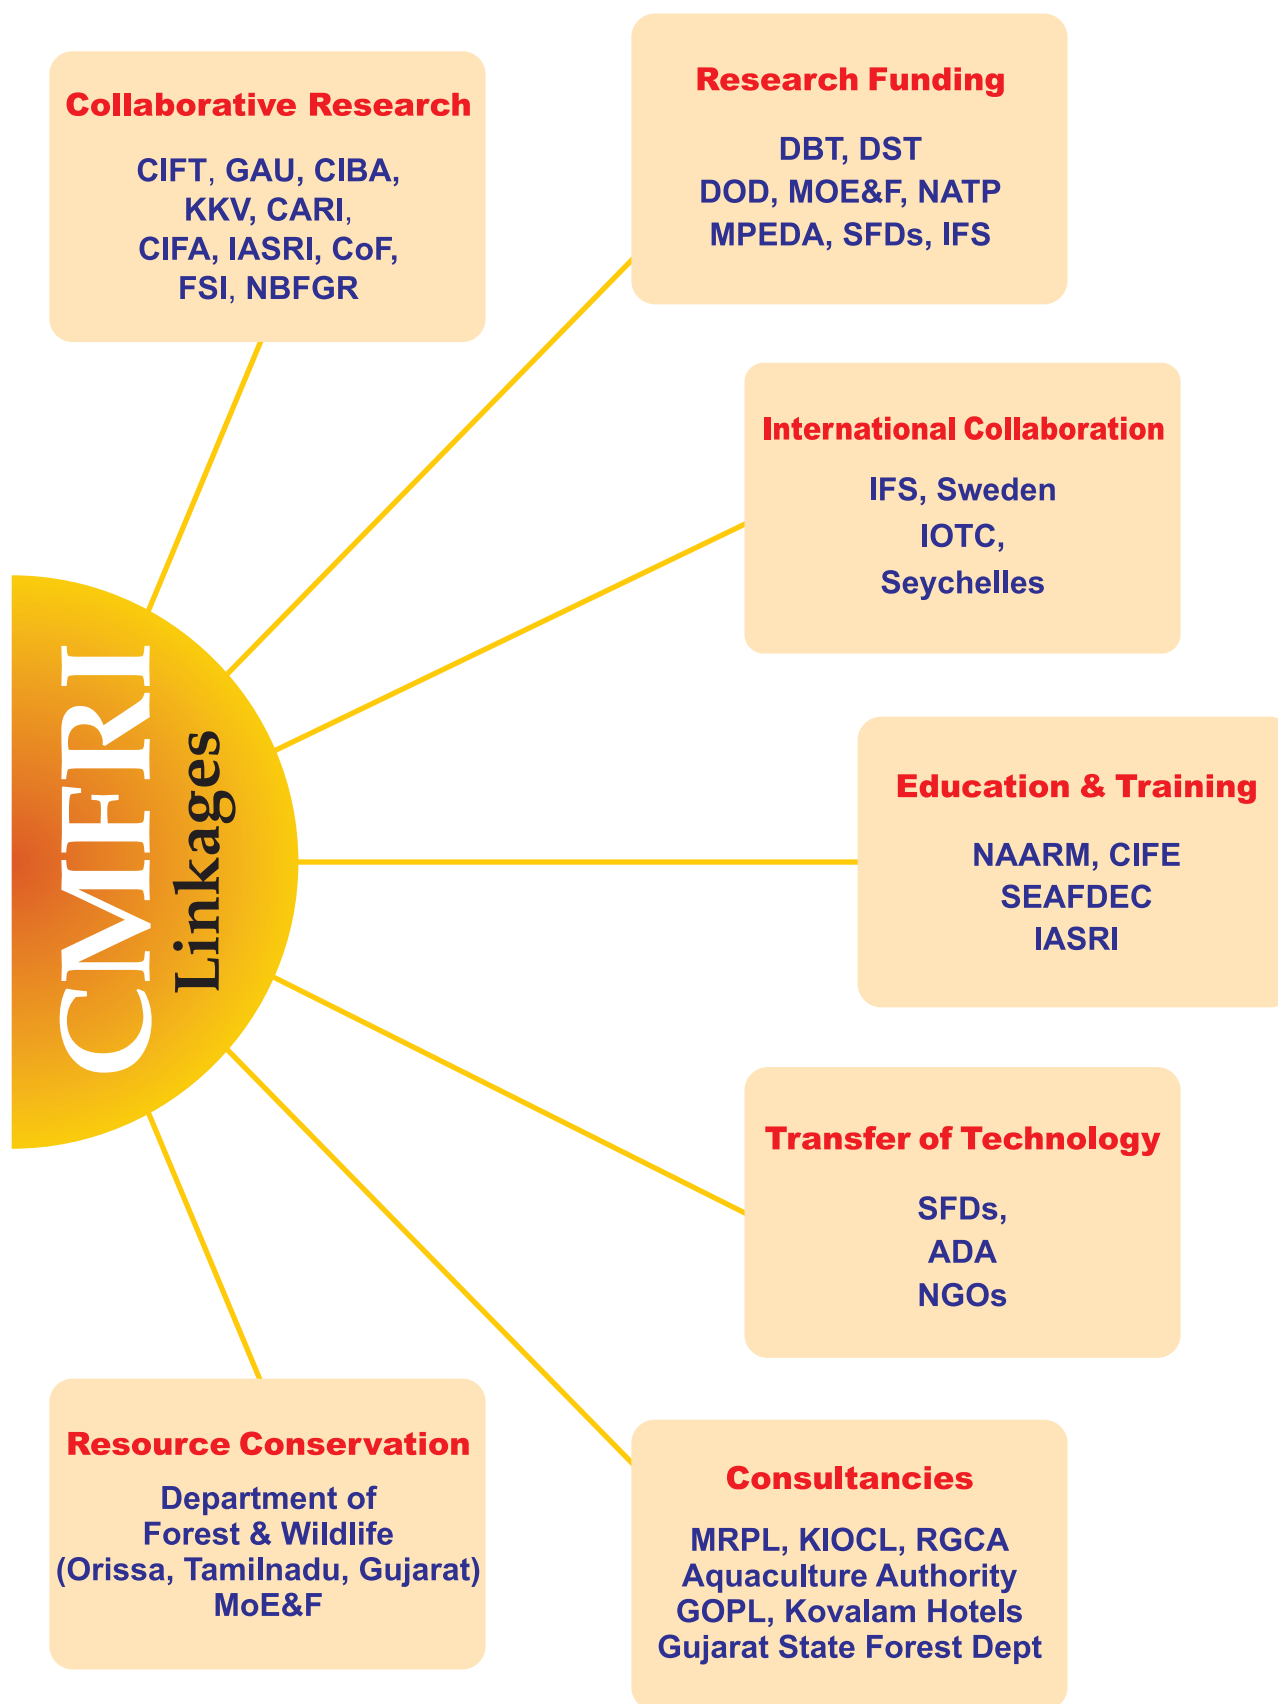 CMFRI
Linkages
Collaborative Research
CIFT, GAU, CIBA,
KKV, CARI,
CIFA, IASRI, CoF,
FSI, NBFGR
Research Funding
DBT, DST
DOD, MOE&F, NATP
MPEDA, SFDs, IFS
International Collaboration
IFS, Sweden
IOTC,
Seychelles
Education & Training
NAARM, CIFE
SEAFDEC
IASRI
Transfer of Technology
SFDs,
ADA
NGOs
Consultancies
MRPL, KIOCL, RGCA
Aquaculture Authority
GOPL, Kovalam Hotels
Gujarat State Forest Dept
Resource Conservation
Department of
Forest & Wildlife
(Orissa, Tamilnadu, Gujarat)
MoE&F